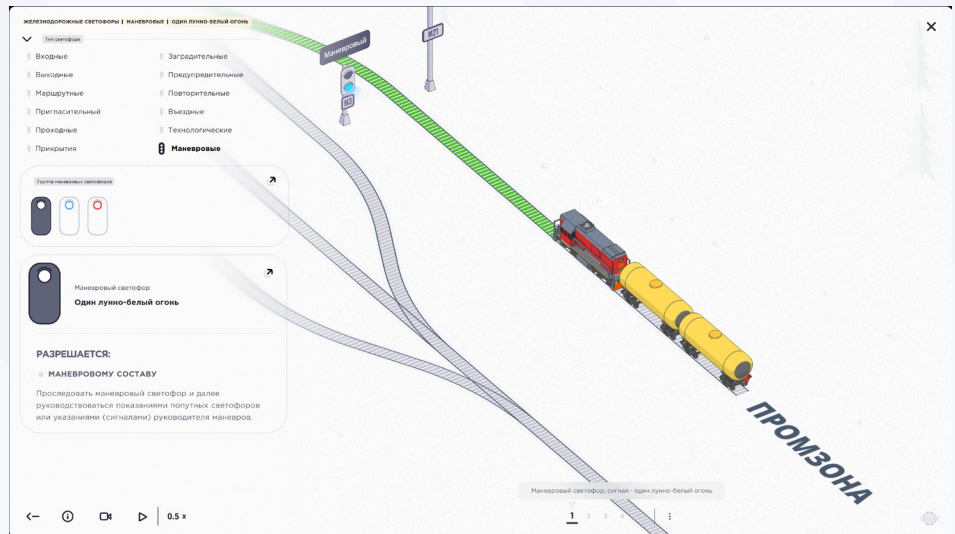 ЖЕЛЕЗНОДОРОЖНЫЕ СВЕТОФОРЫ | МАНЕВРОВЫЕ | ОДИН ЛУННО-БЕЛЫЙ ОГОНЬ
Тип светофора
Входные
Заградительные
Выходные
Предупредительные
Маршрутные
Повторительные
Пригласительный
Въездные
Проходные
Технологические
Прикрытия
Маневровые
Группа маневровых светофоров
Маневровый светофор
Один лунно-белый огонь
РАЗРЕШАЕТСЯ:
МАНЕВРОВОМУ СОСТАВУ
Проследовать маневровый светофор и далее
руководствоваться показаниями попутных светофоров
или указаниями (сигналами) руководителя маневров.
Маневровый
М21
М3
ПРОМЗОНА
Маневровый светофор, сигнал - один лунно-белый огонь
0.5 x
1 2 3 4